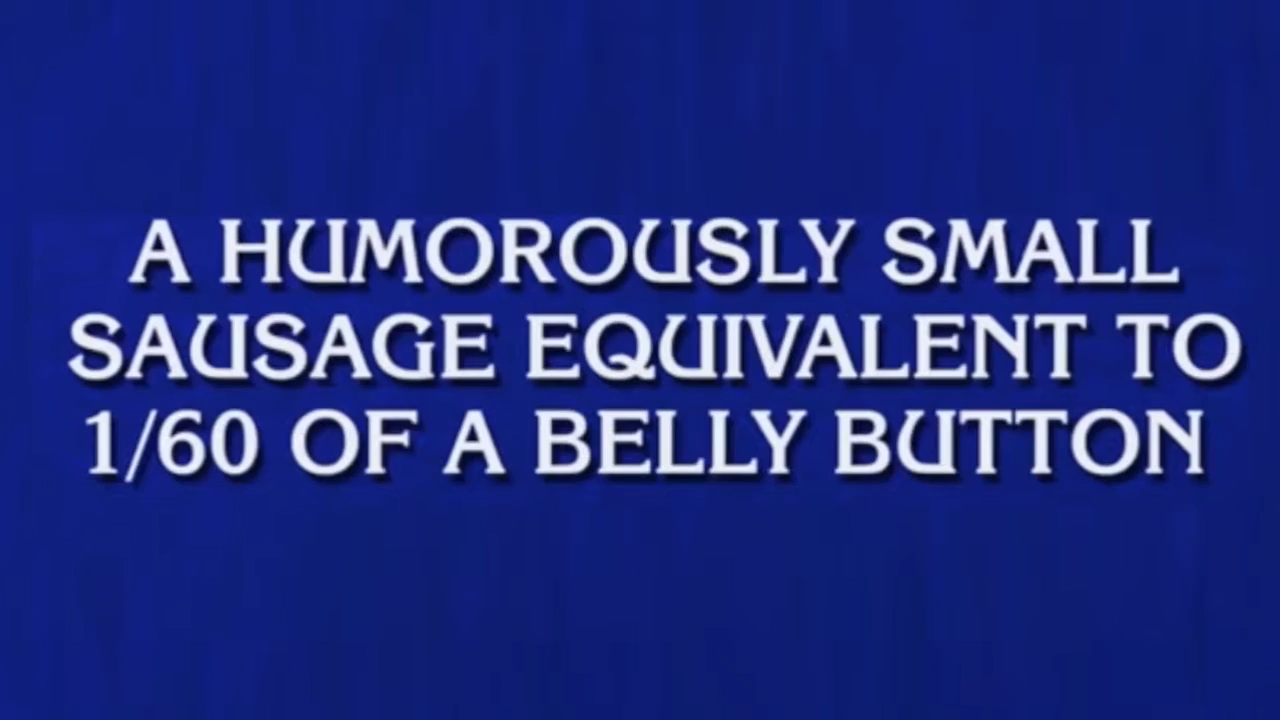 A HUMOROUSLY SMALL
SAUSAGE EQUIVALENT TO
1/60 OF A BELLY BUTTON